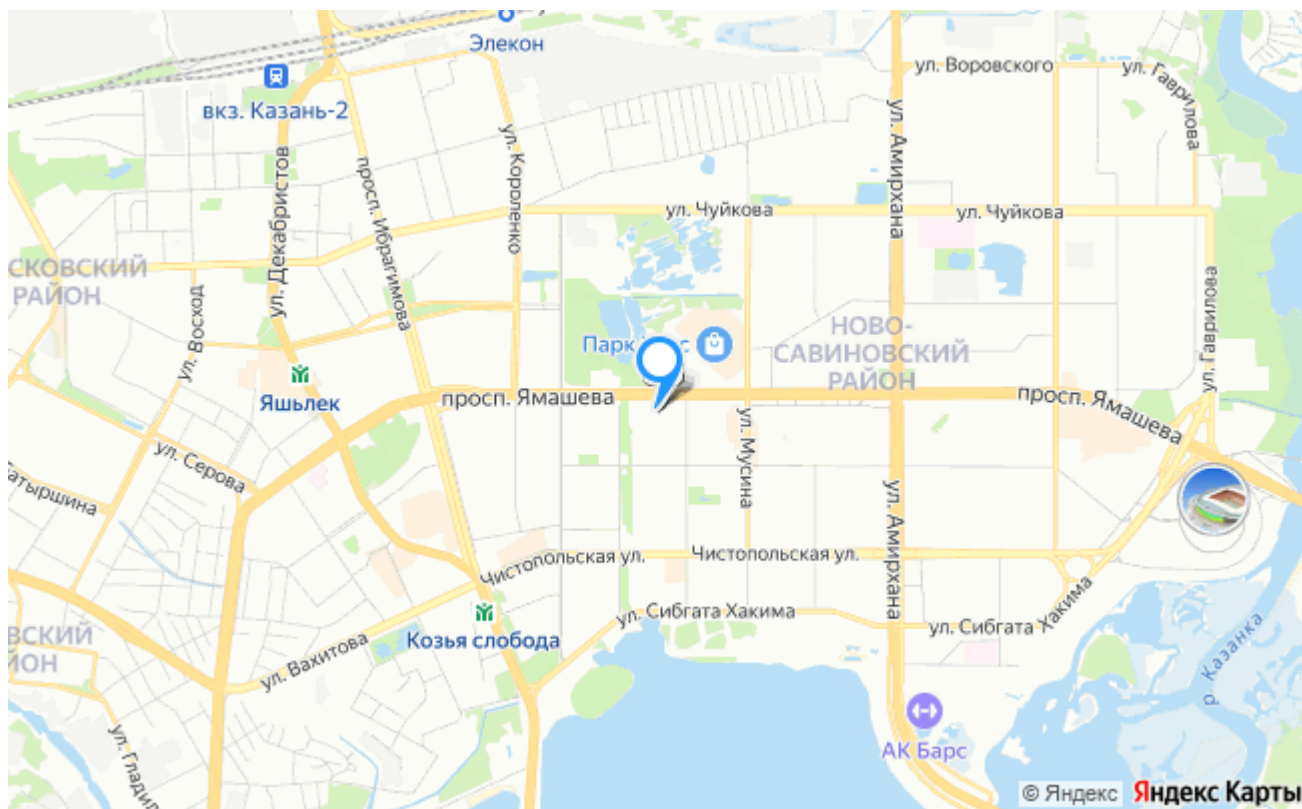 Элекон
вкз. Казань-2
ул. Воровского
ул. Гаврилова
ул. Декабристов
просп. Ибрагимова
ул. Короленко
ул. Амирхана
ул. Чуйкова
ул. Чуйкова
СКОВСКИЙ
РАЙОН
ул. Восход
Парк
с
НОВО-
САВИНОВСКИЙ
РАЙОН
ул. Гаврилова
Яшьлек
просп. Ямашева
просп. Ямашева
ул. Серова
ул. Мусина
атыршина
ул. Амирхана
Чистопольская ул.
Чистопольская ул.
ул. Сибгата Хакима
ул. Сибгата Хакима
Козья слобода
ВСКИЙ
ЙОН
ул. Вахитова
р. Казанка
ул. Гладил
АК Барс
© Яндекс
Яндекс Карты